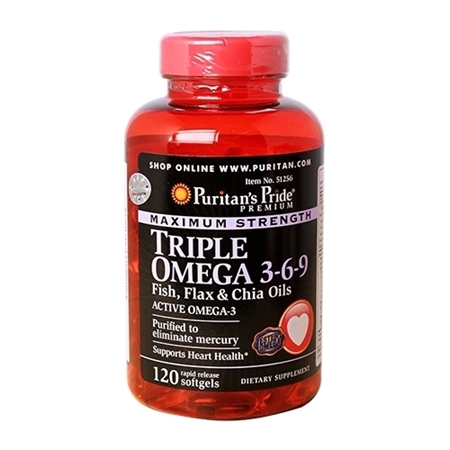 SHOP ONLINE WWW.PURITAN.COM
Item No. 51256
Puritan's Pride®
PREMIUM
MAXIMUM STRENGTH
TRIPLE
OMEGA 3-6-9
Fish, Flax & Chia Oils
ACTIVE OMEGA-3
Purified to
eliminate mercury
Supports Heart Health*
120 rapid release
softgels
DIETARY SUPPLEMENT